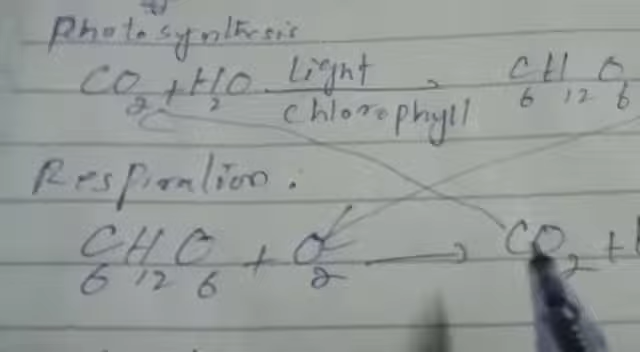 Photosynthesis
CO2 + H2O Light
Chlorophyll → C6H12O6
Respiration:
C6H12O6 + O2 → CO2 +